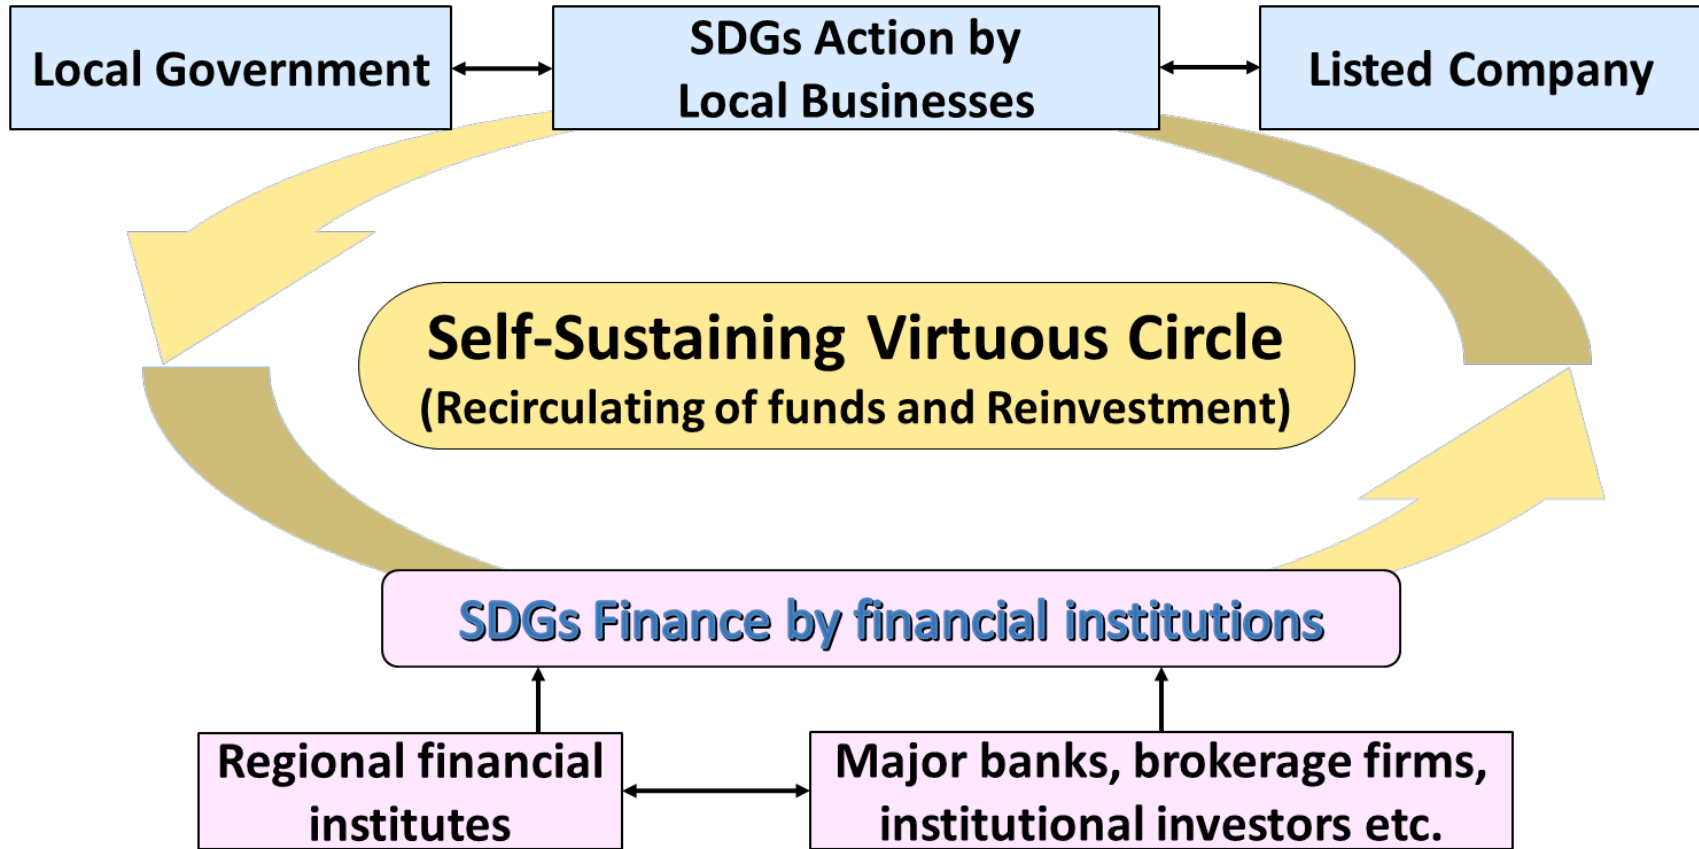 Local Government
SDGs Action by
Local Businesses
Listed Company
Self-Sustaining Virtuous Circle
(Recirculating of funds and Reinvestment)
SDGs Finance by financial institutions
Regional financial
institutes
Major banks, brokerage firms,
institutional investors etc.